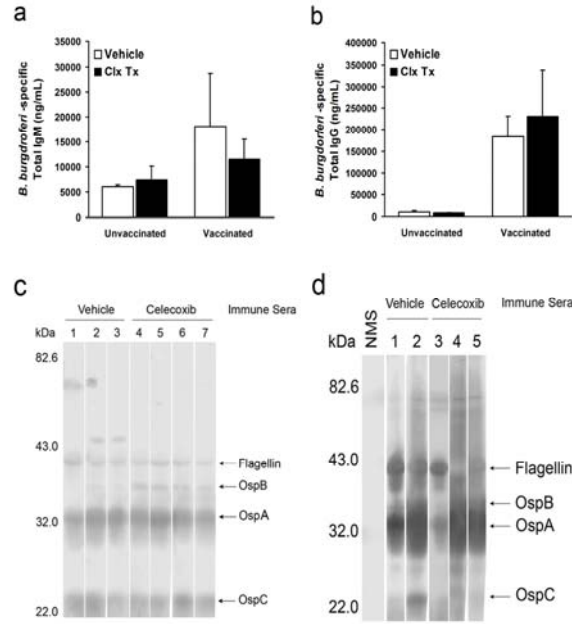 a
B. burgdroferi -specific
Total IgM (ng/mL)
35000
30000
25000
20000
15000
10000
5000
0
Vehicle
Clx Tx
Unvaccinated
Vaccinated
b
B. burgdorferi -specific
Total IgG (ng/mL)
400000
350000
300000
250000
200000
150000
100000
50000
0
Vehicle
Clx Tx
Unvaccinated
Vaccinated
c
Vehicle Celecoxib Immune Sera
kDa 1 2 3 4 5 6 7
82.6
43.0
Flagellin
OspB
32.0
OspA
OspC
22.0
d
NMS
Vehicle Celecoxib Immune Sera
kDa 1 2 3 4 5
82.6
43.0
Flagellin
OspB
32.0
OspA
OspC
22.0